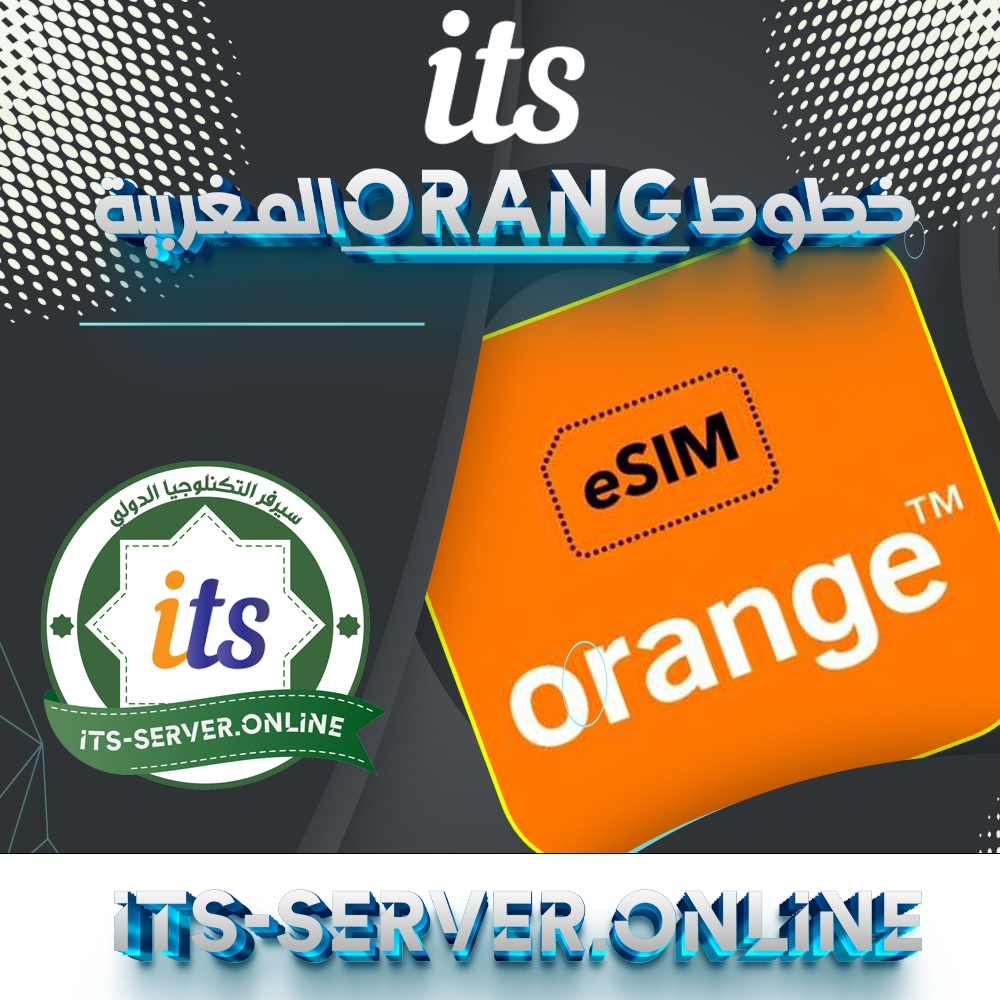 its
خطوط ORANG المغربية
eSIM
orange™
سيرفر التكنلوجيا الدولي
its
iTS-SERVER.ONLiNE
iTS-SERVER.ONLiNE